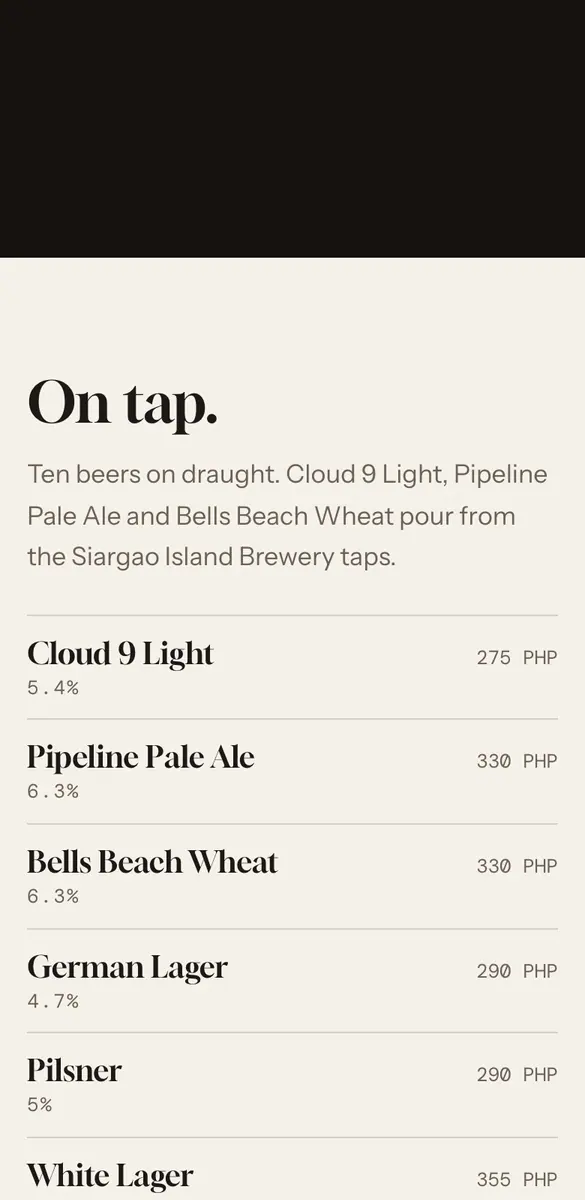 On tap.
Ten beers on draught. Cloud 9 Light, Pipeline
Pale Ale and Bells Beach Wheat pour from
the Siargao Island Brewery taps.
Cloud 9 Light
275 PHP
5.4%
Pipeline Pale Ale
330 PHP
6.3%
Bells Beach Wheat
330 PHP
6.3%
German Lager
290 PHP
4.7%
Pilsner
290 PHP
5%
White Lager
355 PHP